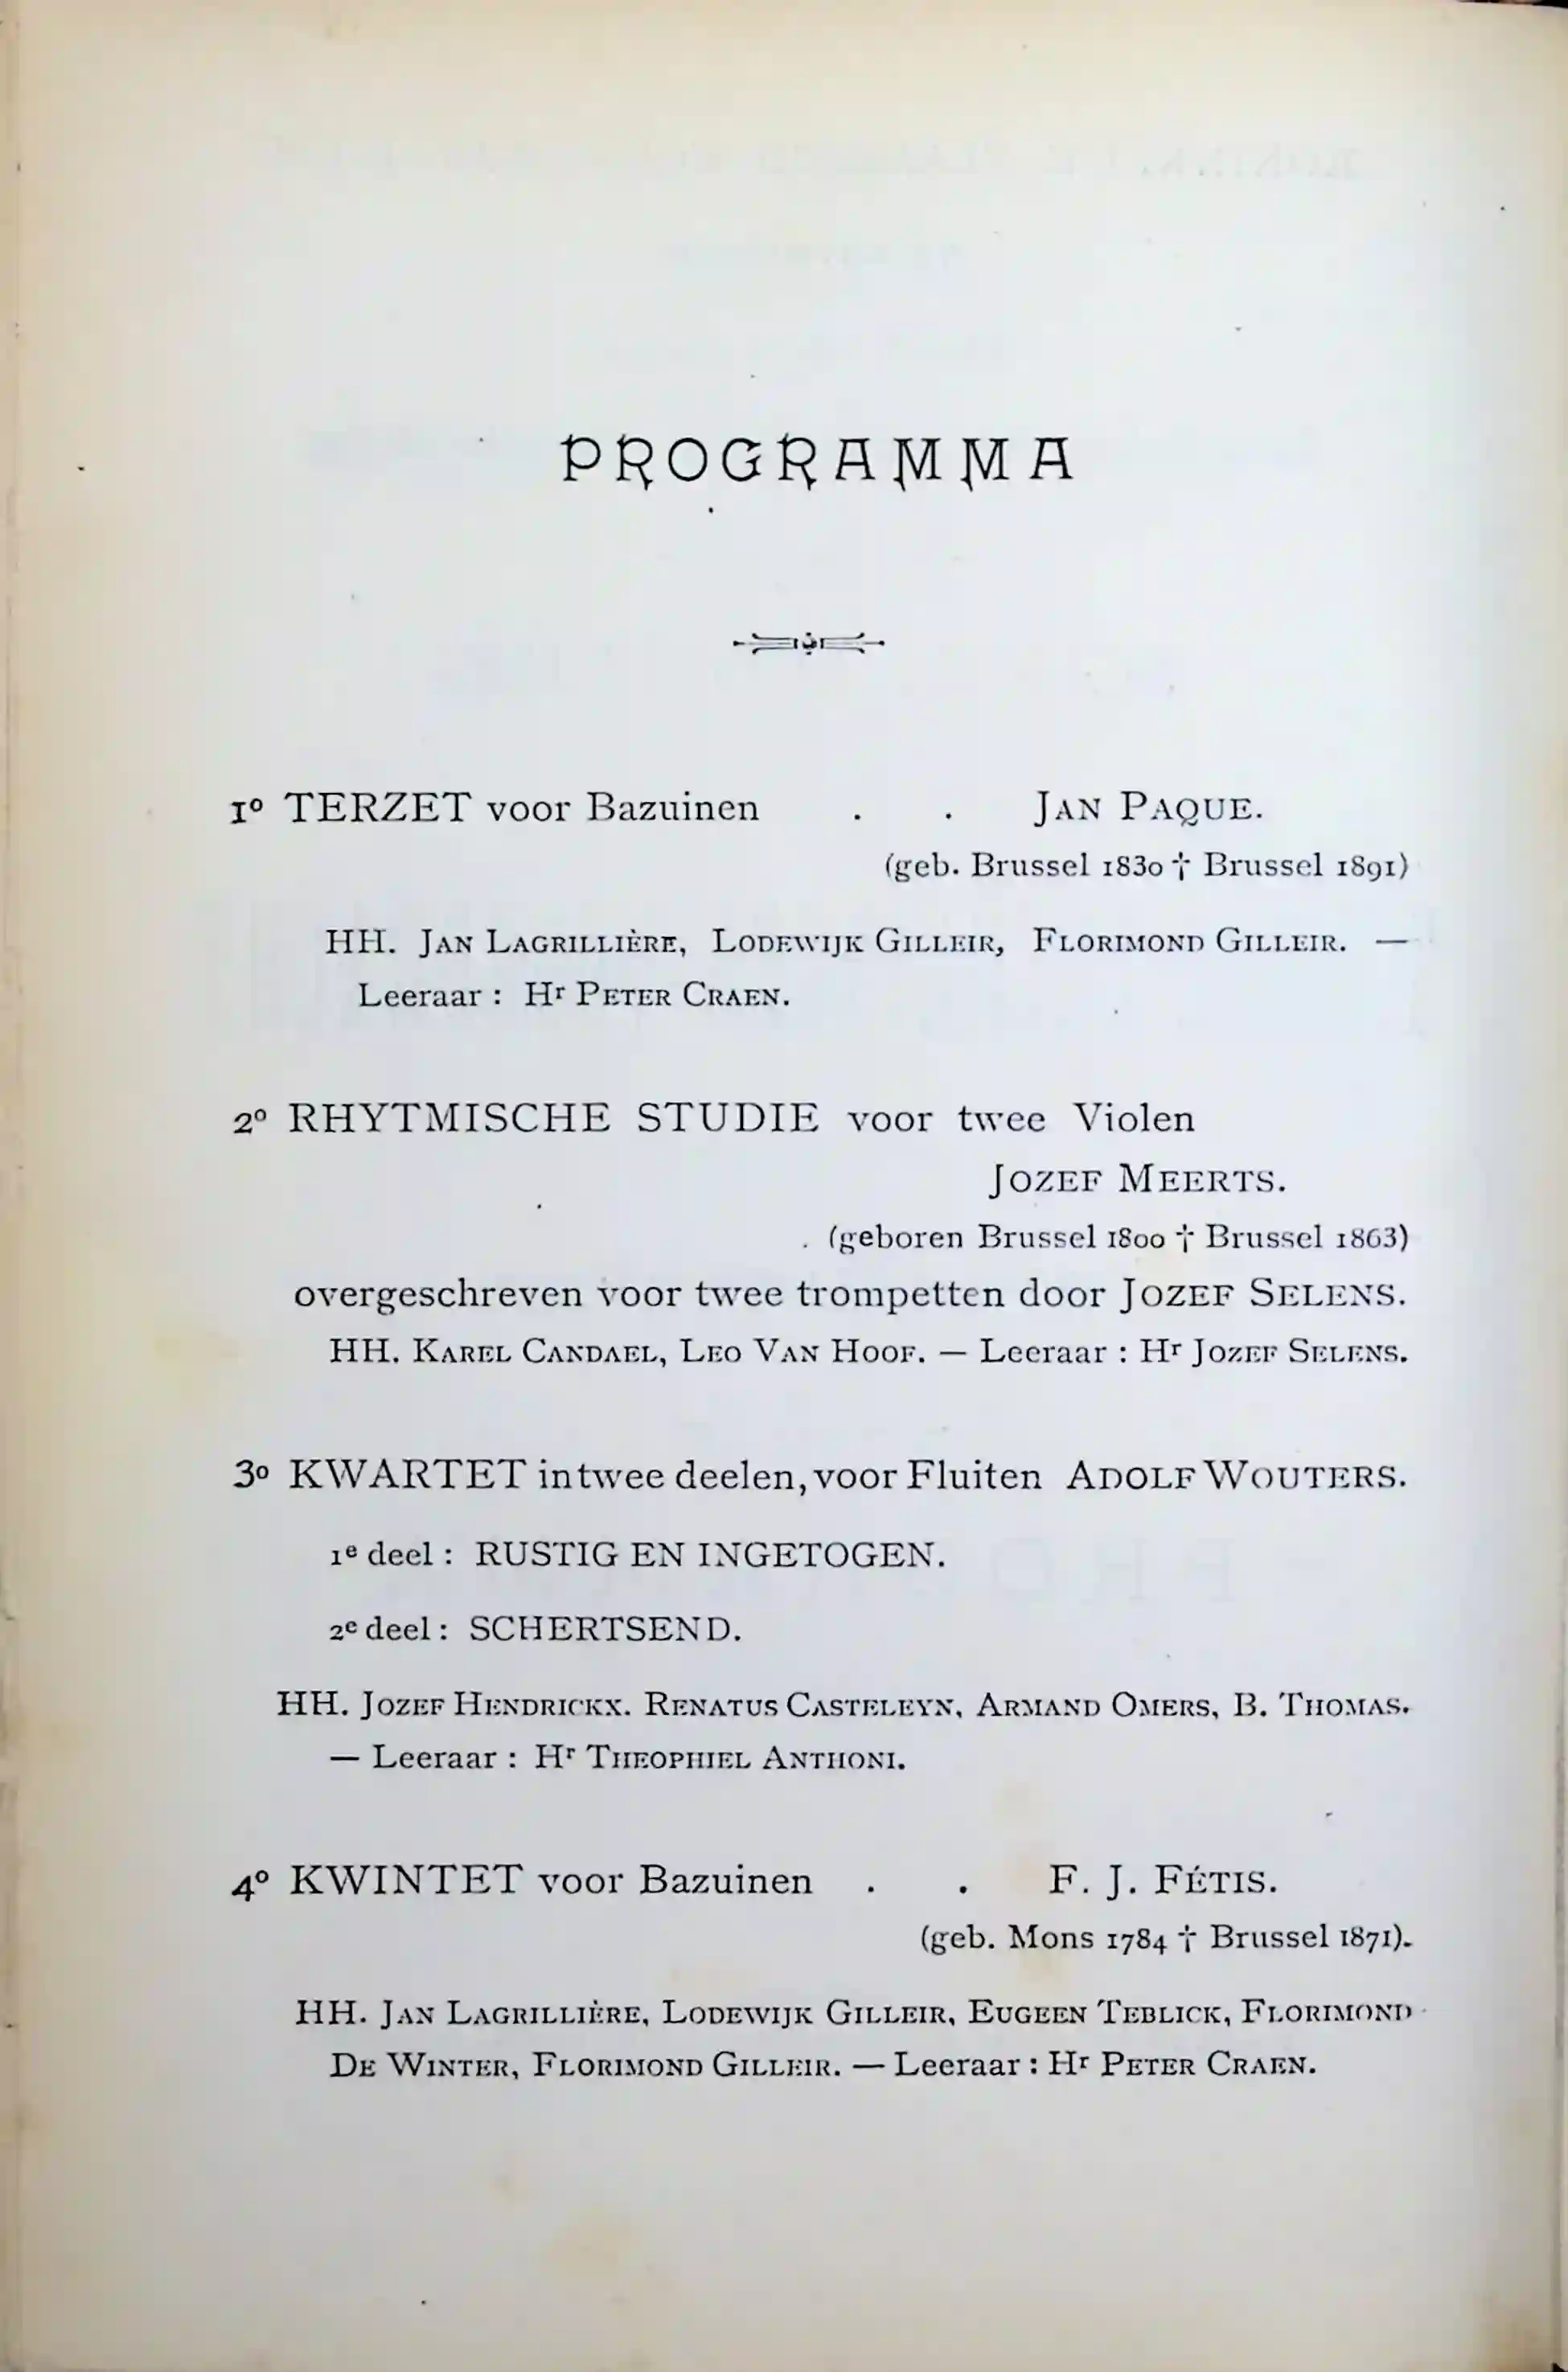 PROGRAMMA
1º TERZET voor Bazuinen . . JAN PAQUE.
(geb. Brussel 1830 † Brussel 1891)
HH. JAN LAGRILLIÈRE, LODEWIJK GILLEIR, FLORIMOND GILLEIR. —
Leeraar : Hr PETER CRAEN.
2º RHYTMISCHE STUDIE voor twee Violen
JOZEF MEERTS.
(geboren Brussel 1800 † Brussel 1863)
overgeschreven voor twee trompetten door JOZEF SELENS.
HH. KAREL CANDAEL, LEO VAN HOOF. — Leeraar : Hr JOZEF SELENS.
3º KWARTET in twee deelen, voor Fluiten ADOLF WOUTERS.
1e deel : RUSTIG EN INGETOGEN.
2e deel : SCHERTSEND.
HH. JOZEF HENDRICKX. RENATUS CASTELEYN, ARMAND OMERS, B. THOMAS.
— Leeraar : Hr THEOPHIEL ANTHONI.
4º KWINTET voor Bazuinen . . F. J. FÉTIS.
(geb. Mons 1784 † Brussel 1871).
HH. JAN LAGRILLIÈRE, LODEWIJK GILLEIR, EUGEEN TEBLICK, FLORIMOND
DE WINTER, FLORIMOND GILLEIR. — Leeraar : Hr PETER CRAEN.